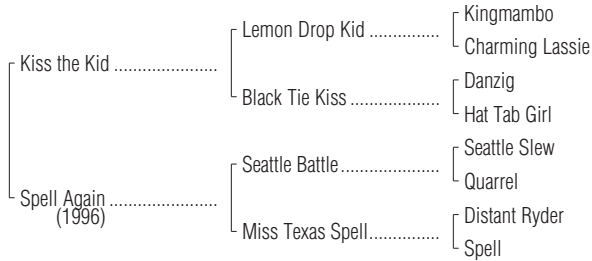 Kingmambo
Lemon Drop Kid ...............
Charming Lassie
Kiss the Kid ......................
Danzig
Black Tie Kiss ...................
Hat Tab Girl
Seattle Slew
Seattle Battle.....................
Quarrel
Spell Again .......................
(1996)
Distant Ryder
Miss Texas Spell...............
Spell